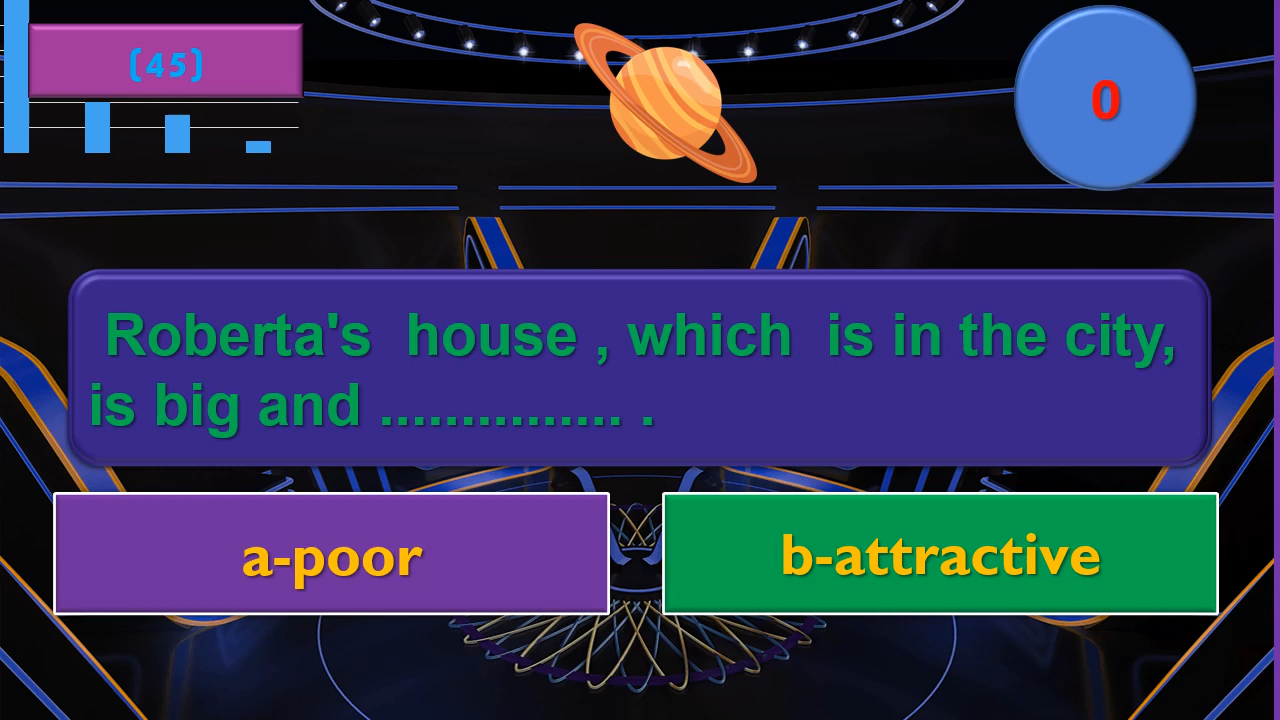 (45)
0
Roberta's house , which is in the city,
is big and ............... .
a-poor
b-attractive